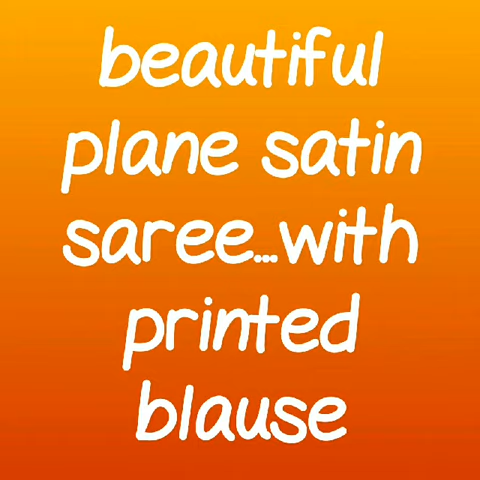 beautiful
plane satin
saree...with
printed
blause